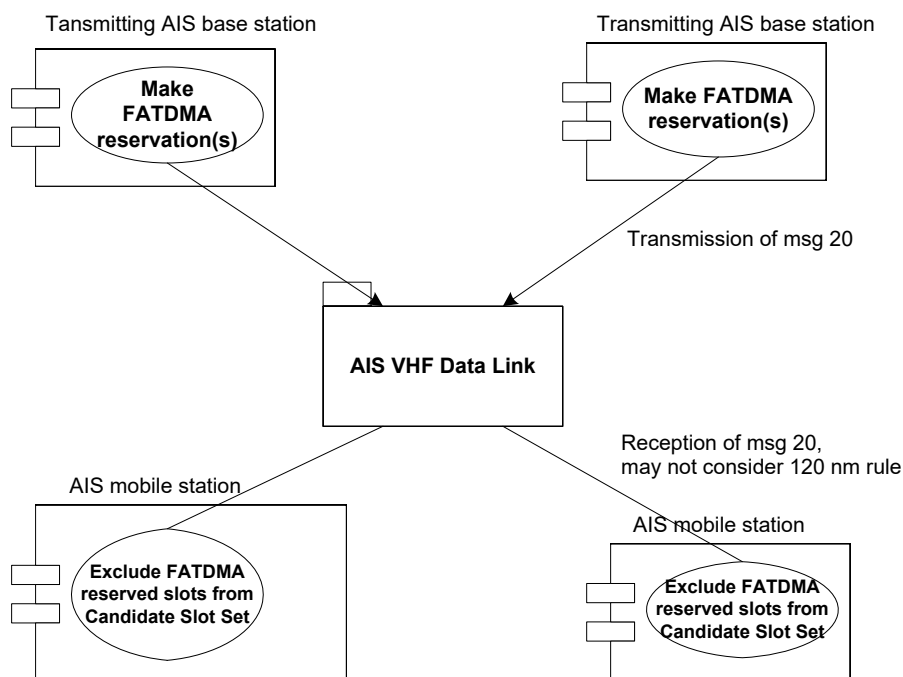 Tansmitting AIS base station
Transmitting AIS base station
Make
FATDMA
reservation(s)
Make FATDMA
reservation(s)
Transmission of msg 20
AIS VHF Data Link
Reception of msg 20,
may not consider 120 nm rule
AIS mobile station
AIS mobile station
Exclude FATDMA
reserved slots from
Candidate Slot Set
Exclude FATDMA
reserved slots from
Candidate Slot Set